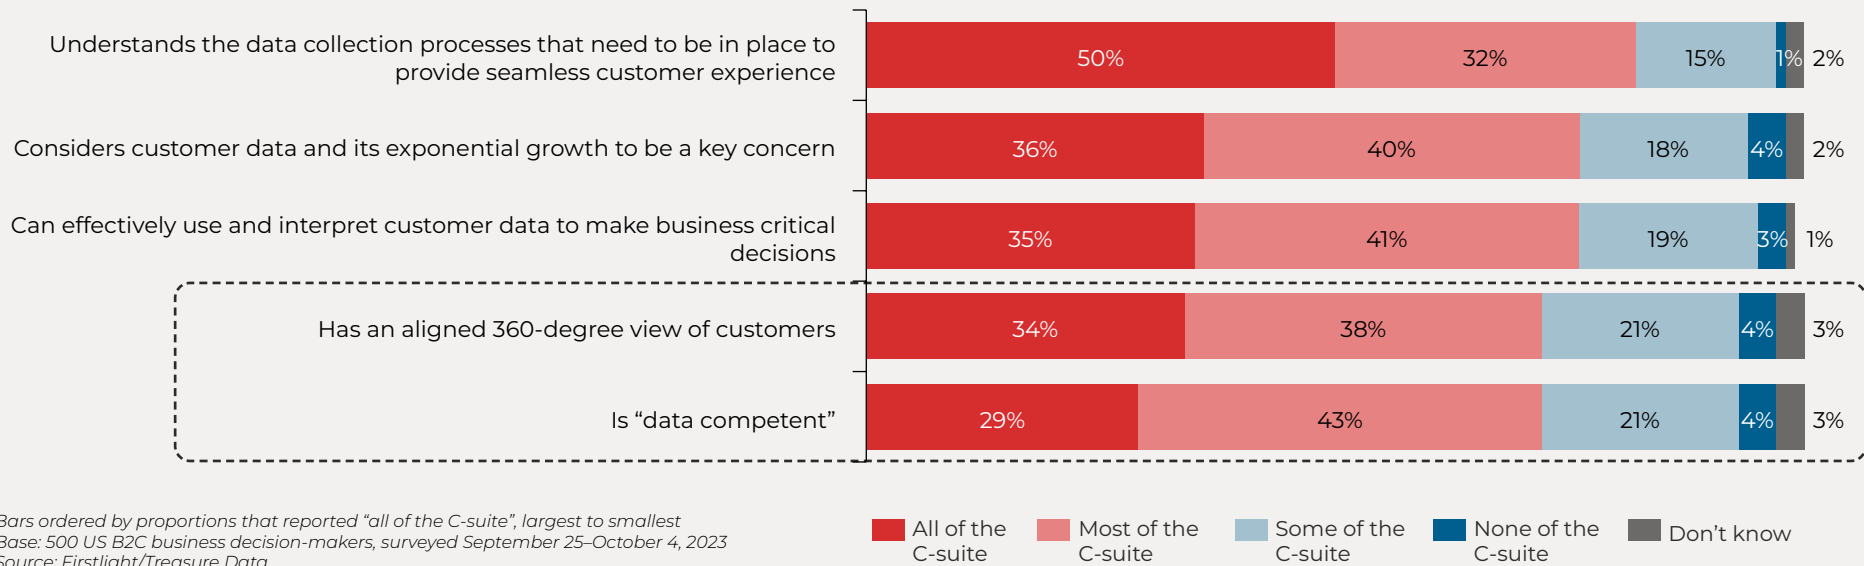 Understands the data collection processes that need to be in place to
provide seamless customer experience
50% 32% 15% 1% 2%
Considers customer data and its exponential growth to be a key concern
36% 40% 18% 4% 2%
Can effectively use and interpret customer data to make business critical
decisions
35% 41% 19% 3% 1%
Has an aligned 360-degree view of customers
34% 38% 21% 4% 3%
Is “data competent”
29% 43% 21% 4% 3%
Bars ordered by proportions that reported “all of the C-suite”, largest to smallest
Base: 500 US B2C business decision-makers, surveyed September 25–October 4, 2023
Source: Firstlight/Treasure Data
All of the
C-suite
Most of the
C-suite
Some of the
C-suite
None of the
C-suite
Don’t know